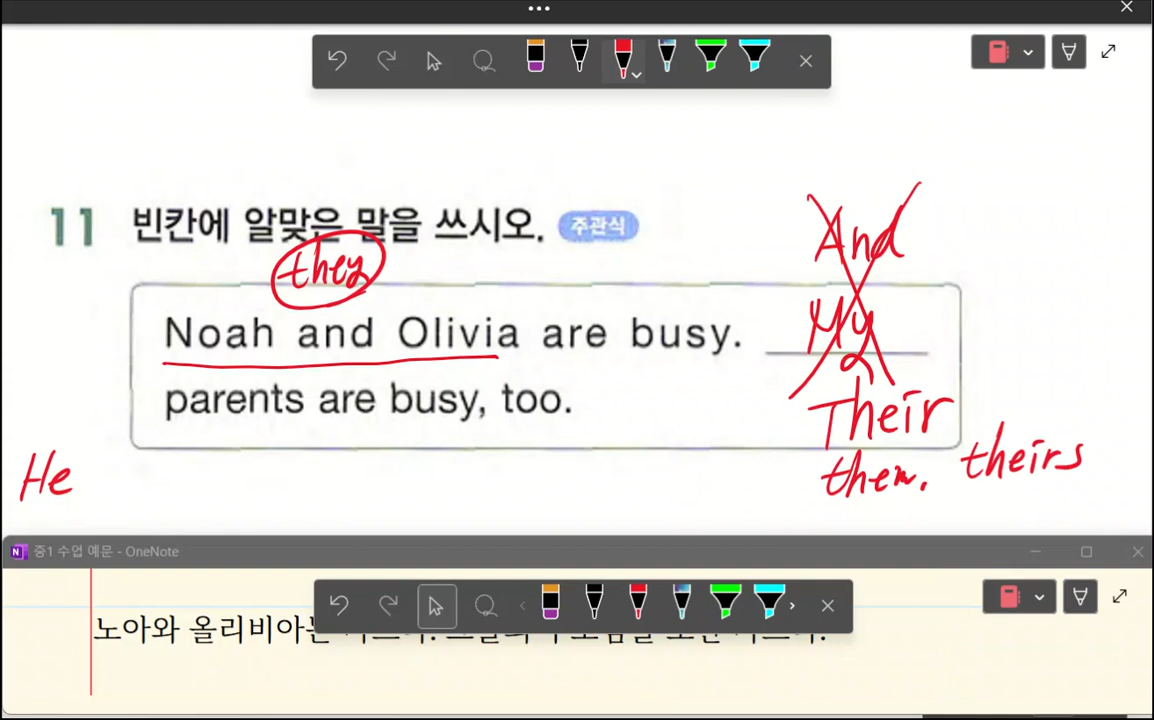 11 빈칸에 알맞은 말을 쓰시오. 주관식
And
they
Noah and Olivia are busy. My
parents are busy, too. Their
He them. theirs
중1 수업 예문 - OneNote
노아와 올리비아는